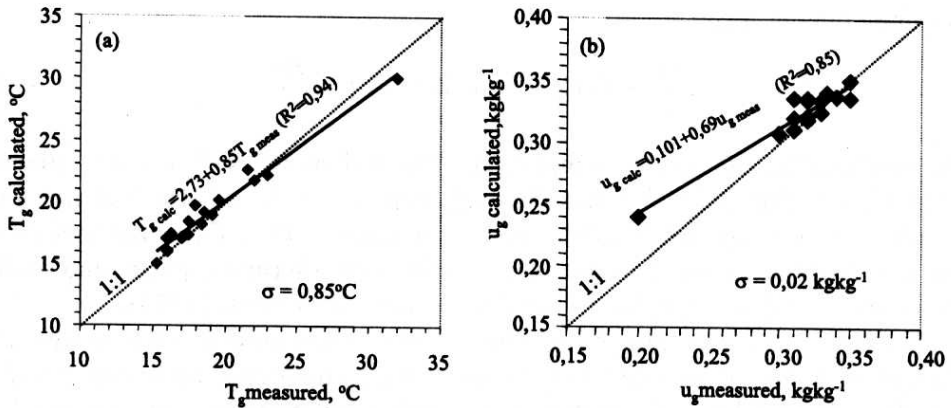 (a)
T_g calculated, °C
35
30
25
20
15
10
T_g calc=2,73+0,85T_g meas (R²=0,94)
1:1
σ = 0,85°C
10
15
20
25
30
35
T_g measured, °C
(b)
u_g calculated,kgkg⁻¹
0,40
0,35
0,30
0,25
0,20
0,15
u_g calc=0,101+0,69u_g meas (R²=0,85)
1:1
σ = 0,02 kgkg⁻¹
0,15
0,20
0,25
0,30
0,35
0,40
u_g measured, kgkg⁻¹